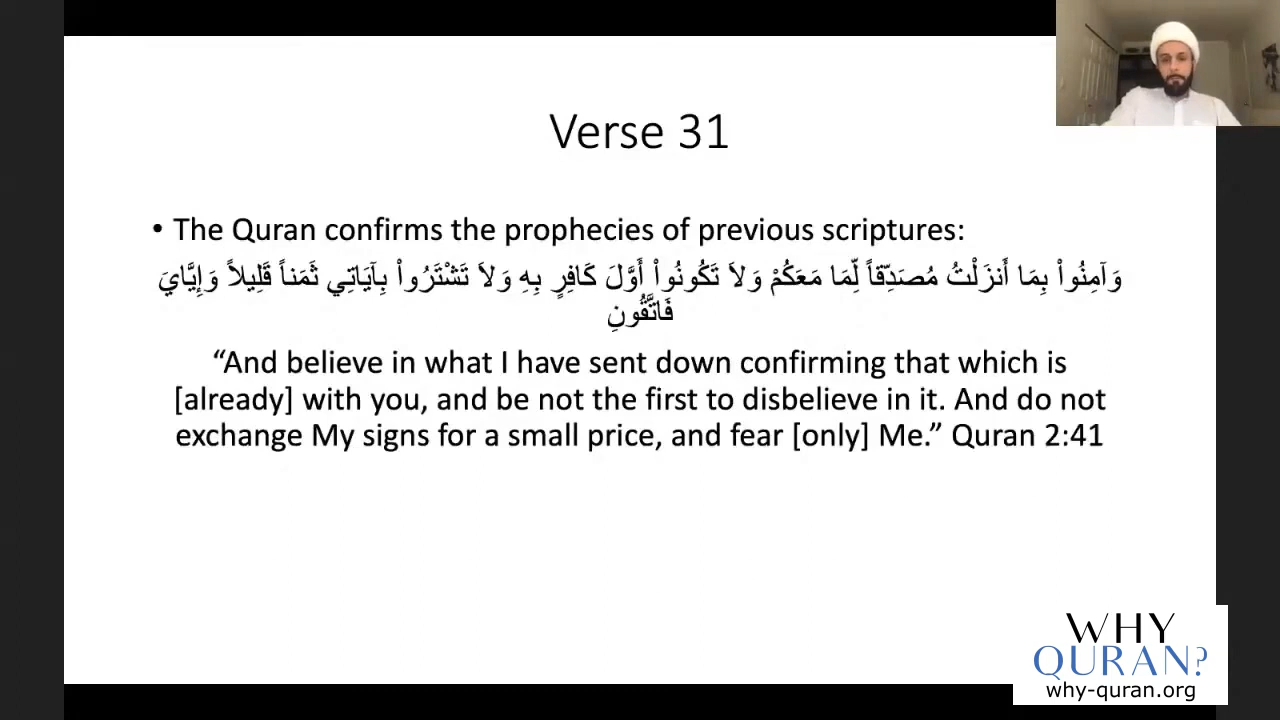 Verse 31
• The Quran confirms the prophecies of previous scriptures:
وَآمِنُواْ بِمَا أَنزَلْتُ مُصَدِّقاً لِّمَا مَعَكُمْ وَلاَ تَكُونُواْ أَوَّلَ كَافِرٍ بِهِ وَلاَ تَشْتَرُواْ بِآيَاتِي ثَمَناً قَلِيلاً وَإِيَّايَ
فَاتَّقُونِ
“And believe in what I have sent down confirming that which is
[already] with you, and be not the first to disbelieve in it. And do not
exchange My signs for a small price, and fear [only] Me.” Quran 2:41
WHY
QURAN?
why-quran.org